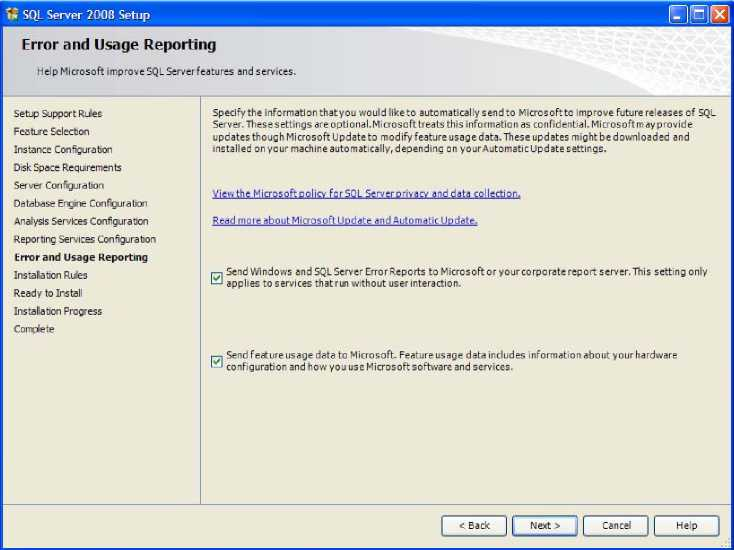 SQL Server 2008 Setup
Error and Usage Reporting
Help Microsoft improve SQL Server features and services.
Setup Support Rules
Feature Selection
Instance Configuration
Disk Space Requirements
Server Configuration
Database Engine Configuration
Analysis Services Configuration
Reporting Services Configuration
Error and Usage Reporting
Installation Rules
Ready to Install
Installation Progress
Complete
Specify the information that you would like to automatically send to Microsoft to improve future releases of SQL
Server. These settings are optional. Microsoft treats this information as confidential. Microsoft may provide
updates though Microsoft Update to modify feature usage data. These updates might be downloaded and
installed on your machine automatically, depending on your Automatic Update settings.
View the Microsoft policy for SQL Server privacy and data collection.
Read more about Microsoft Update and Automatic Update.
Send Windows and SQL Server Error Reports to Microsoft or your corporate report server. This setting only
applies to services that run without user interaction.
Send feature usage data to Microsoft. Feature usage data includes information about your hardware
configuration and how you use Microsoft software and services.
< Back
Next >
Cancel
Help